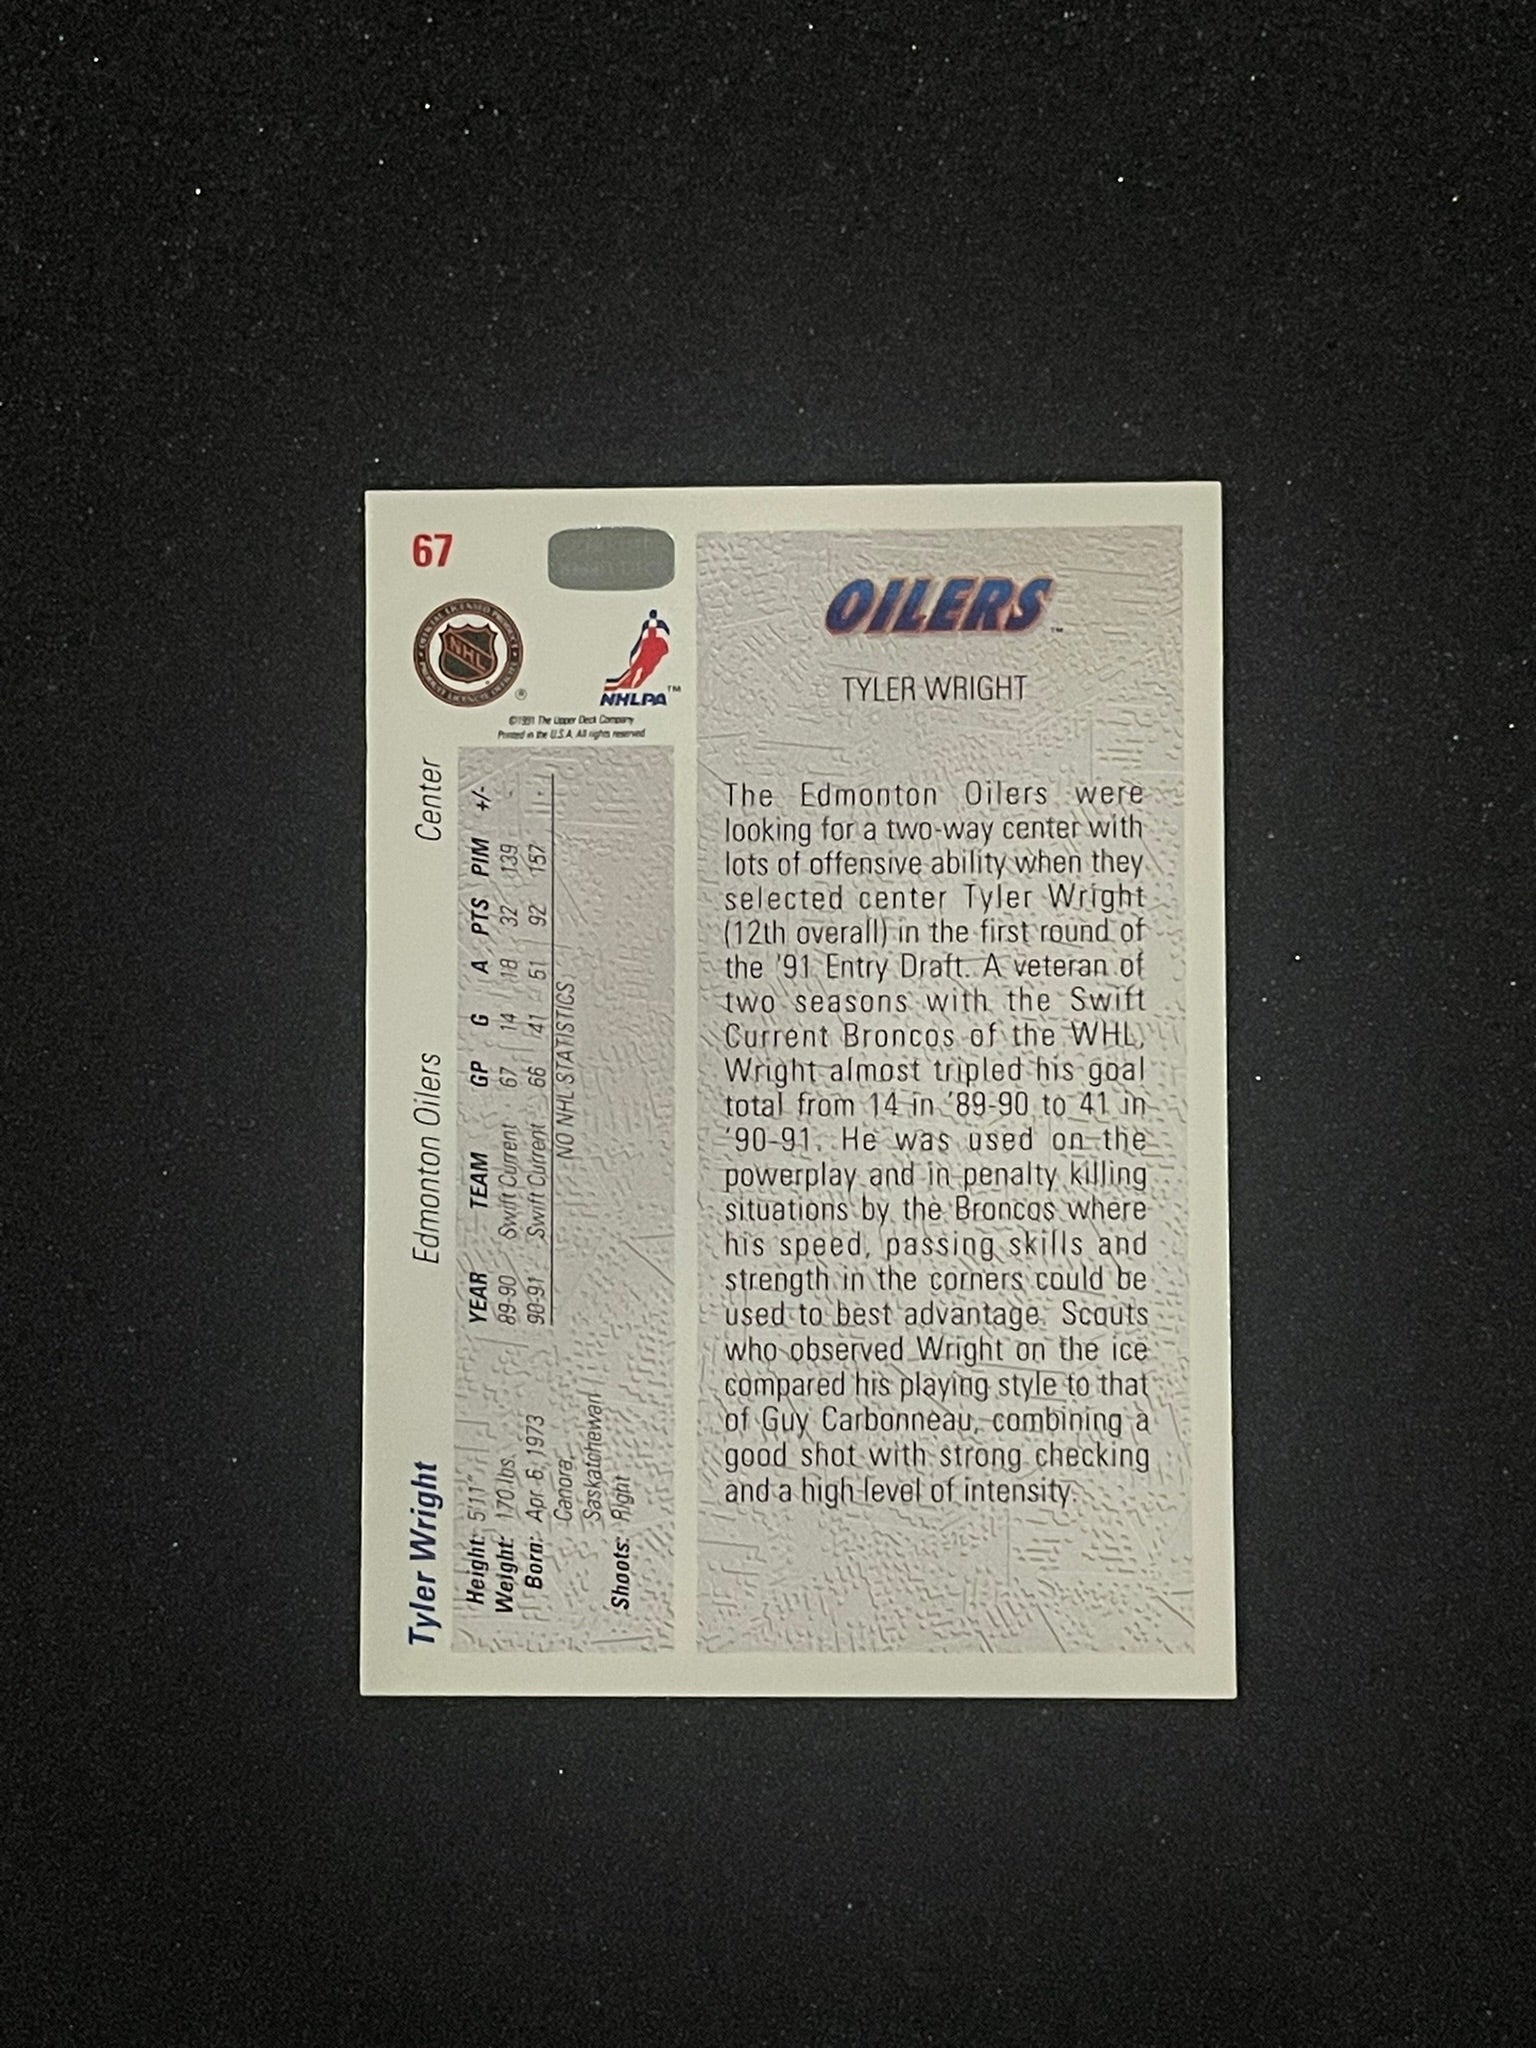 67
OFFICIAL LICENSED PRODUCT
NHL
®
NHLPA™
©1991 The Upper Deck Company
Printed in the U.S.A. All rights reserved
Tyler Wright Edmonton Oilers Center
Height: 5'11"
Weight: 170 lbs.
Born: Apr. 6, 1973
Canora,
Saskatchewan
Shoots: Right
YEAR TEAM GP G A PTS PIM +/-
89-90 Swift Current 67 14 18 32 139 -
90-91 Swift Current 66 41 51 92 157 -
NO NHL STATISTICS
OILERS™
TYLER WRIGHT
The Edmonton Oilers were
looking for a two-way center with
lots of offensive ability when they
selected center Tyler Wright
(12th overall) in the first round of
the '91 Entry Draft. A veteran of
two seasons with the Swift
Current Broncos of the WHL,
Wright almost tripled his goal
total from 14 in '89-90 to 41 in
'90-91. He was used on the
powerplay and in penalty killing
situations by the Broncos where
his speed, passing skills and
strength in the corners could be
used to best advantage. Scouts
who observed Wright on the ice
compared his playing style to that
of Guy Carbonneau, combining a
good shot with strong checking
and a high level of intensity.